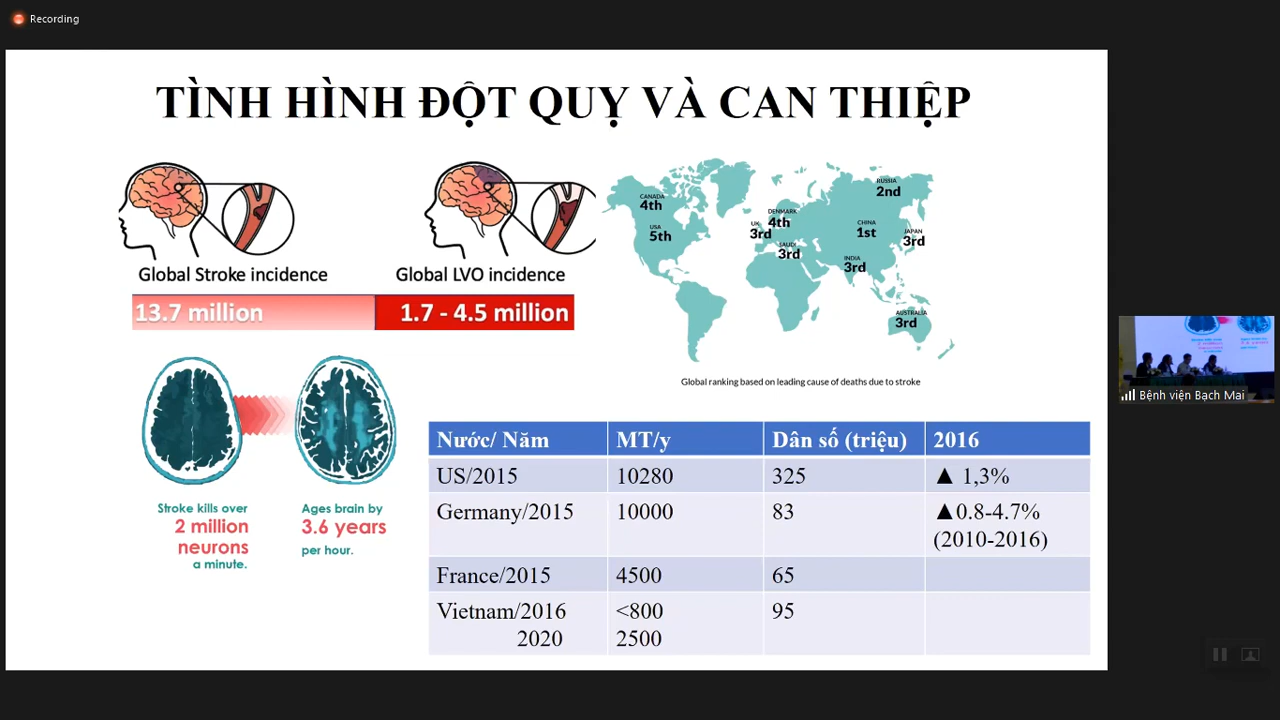 Recording
TÌNH HÌNH ĐỘT QUỴ VÀ CAN THIỆP
Global Stroke incidence
Global LVO incidence
13.7 million
1.7 - 4.5 million
CANADA
4th
USA
5th
UK
3rd
DENMARK
4th
SAUDI
3rd
RUSSIA
2nd
CHINA
1st
JAPAN
3rd
INDIA
3rd
AUSTRALIA
3rd
Global ranking based on leading cause of deaths due to stroke
Stroke kills over
2 million
neurons
a minute.
Ages brain by
3.6 years
per hour.
Nước/ Năm MT/y Dân số (triệu) 2016
US/2015 10280 325 ▲ 1,3%
Germany/2015 10000 83 ▲0.8-4.7%
(2010-2016)
France/2015 4500 65
Vietnam/2016 <800 95
2020 2500
Bệnh viện Bạch Mai